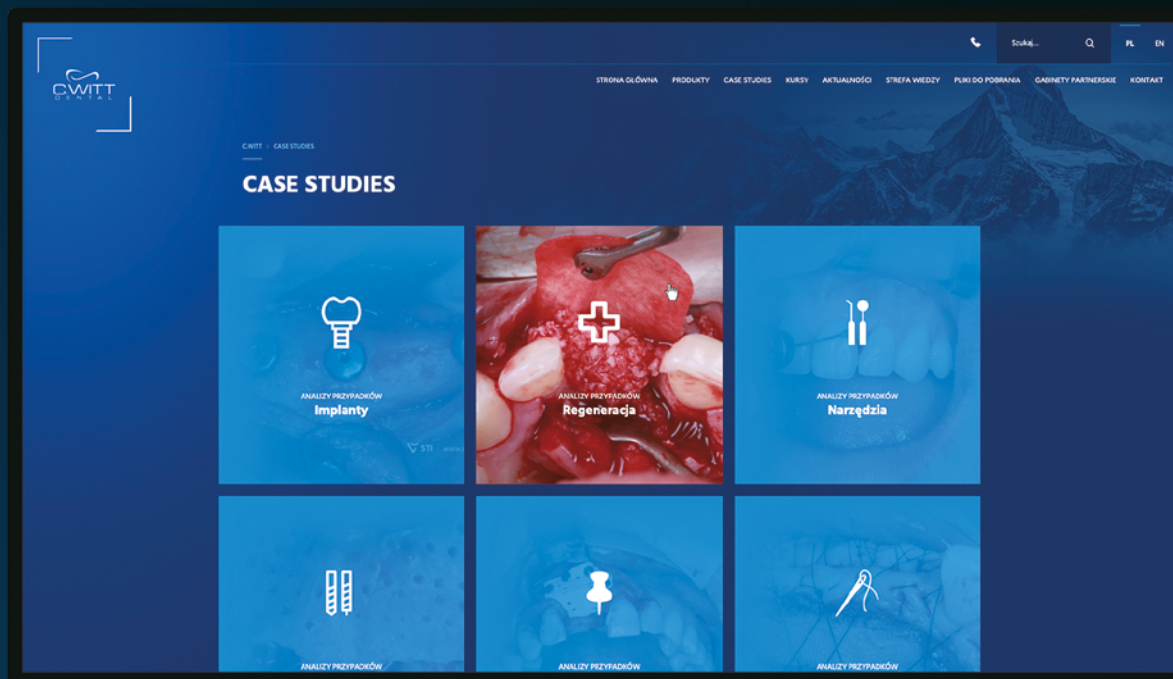 Szukaj...
PL EN
CWITT
DENTAL
STRONA GŁÓWNA PRODUKTY CASE STUDIES KURSY AKTUALNOŚCI STREFA WIEDZY PLIKI DO POBRANIA GABINETY PARTNERSKIE KONTAKT
CWITT > CASE STUDIES
CASE STUDIES
ANALIZY PRZYPADKÓW
Implanty
STI
ANALIZY PRZYPADKÓW
Regeneracja
ANALIZY PRZYPADKÓW
Narzędzia
ANALIZY PRZYPADKÓW
ANALIZY PRZYPADKÓW
ANALIZY PRZYPADKÓW